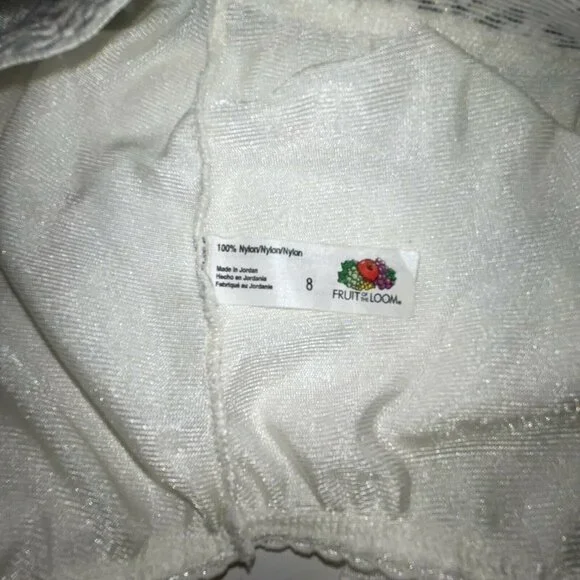 100% Nylon/Nylon/Nylon
Made in Jordan
Hecho en Jordania
Fabriqué au Jordanie
8
FRUIT OF THE LOOM®